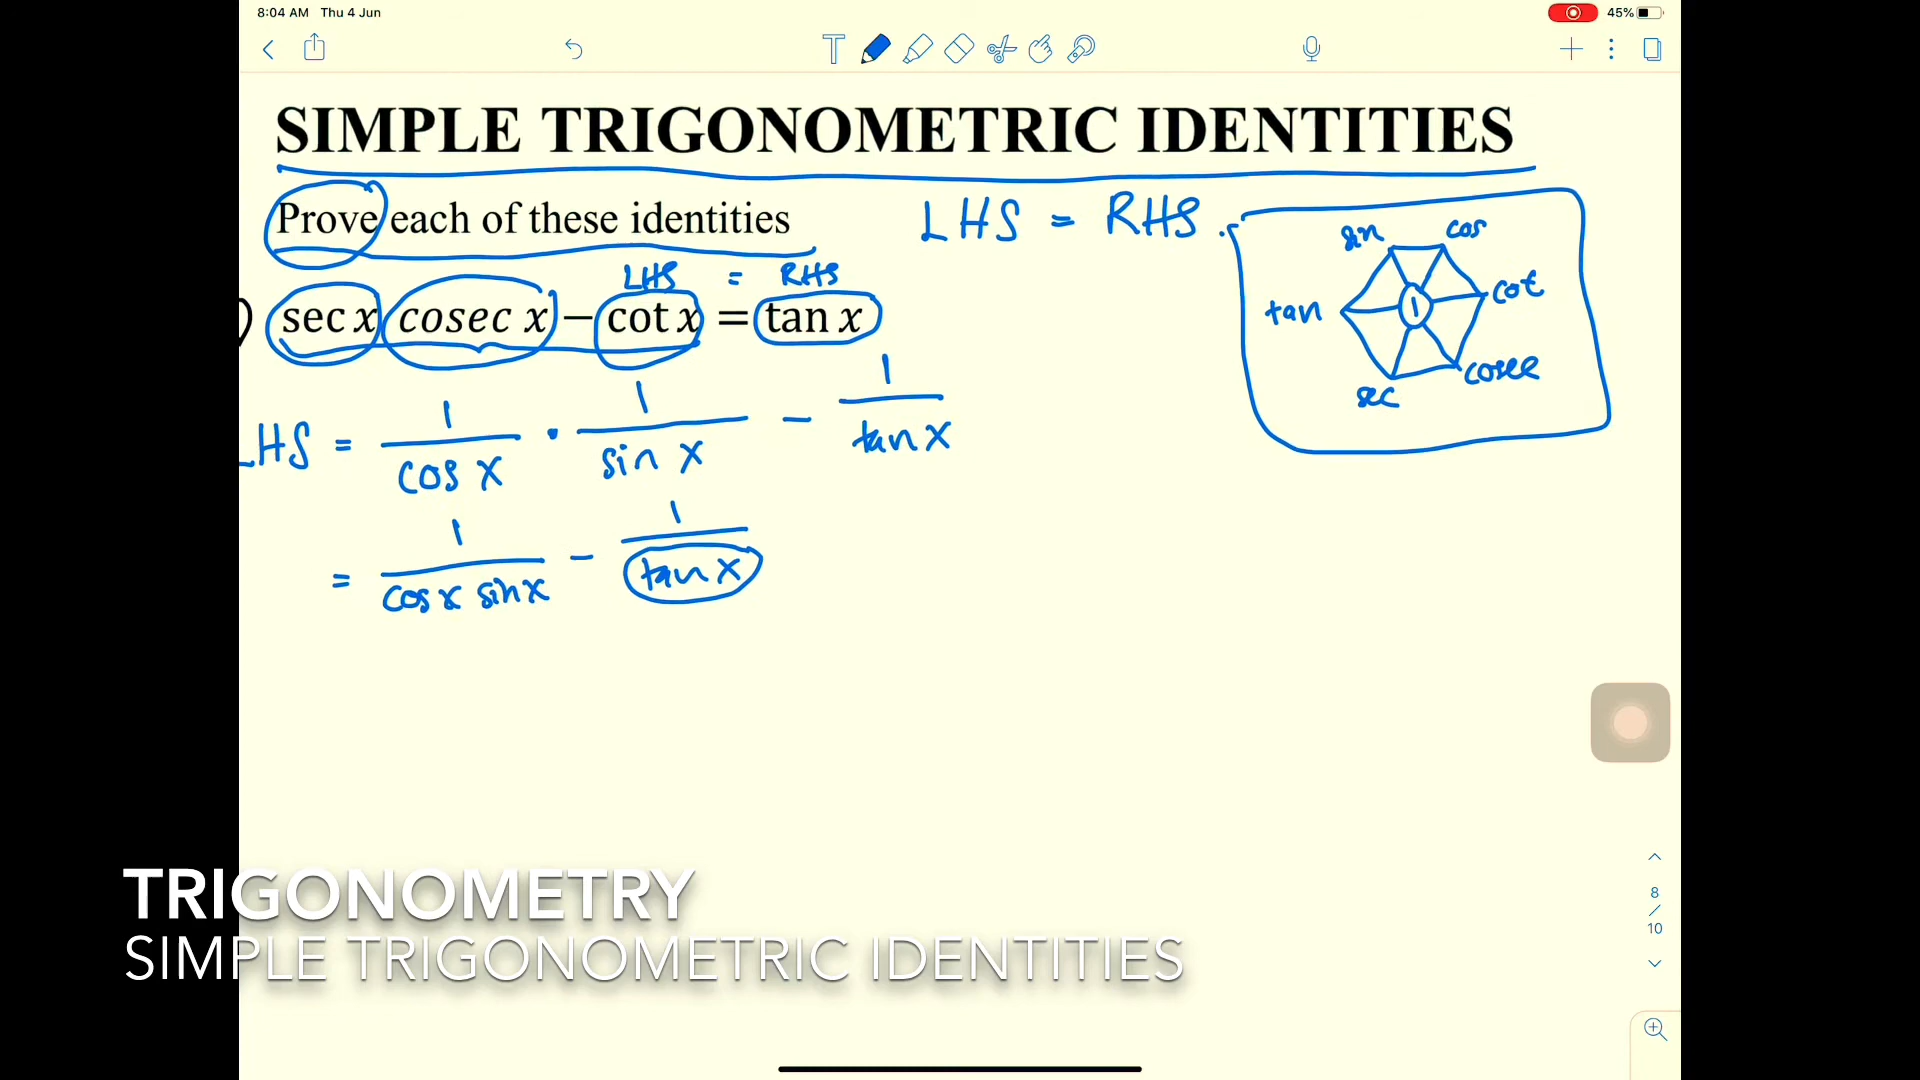 8:04 AM Thu 4 Jun
45%
T
SIMPLE TRIGONOMETRIC IDENTITIES
Prove each of these identities
LHS = RHS.
LHS = RHS
) sec x cosec x − cot x = tan x
sin cos
tan 1 cot
sec cosec
LHS = 1/cos x · 1/sin x − 1/tan x
= 1/cos x sin x − 1/tan x
TRIGONOMETRY
SIMPLE TRIGONOMETRIC IDENTITIES
8
/
10